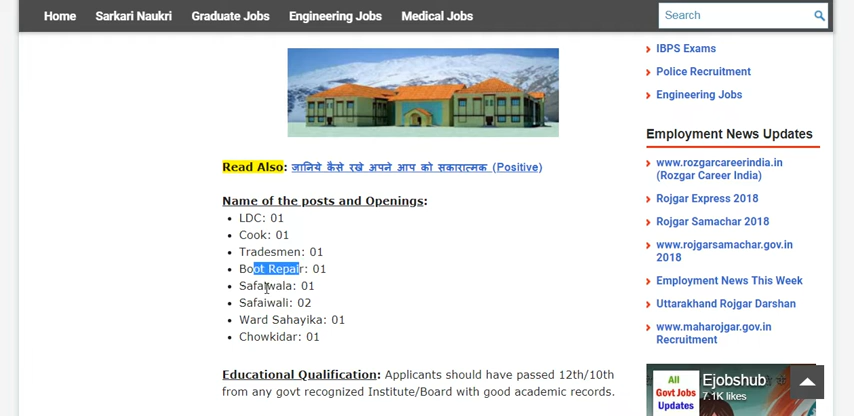 Home Sarkari Naukri Graduate Jobs Engineering Jobs Medical Jobs
Search
Read Also: जानिये कैसे रखे अपने आप को सकारात्मक (Positive)
Name of the posts and Openings:
LDC: 01
Cook: 01
Tradesmen: 01
Boot Repair: 01
Safaiwala: 01
Safaiwali: 02
Ward Sahayika: 01
Chowkidar: 01
Educational Qualification: Applicants should have passed 12th/10th
from any govt recognized Institute/Board with good academic records.
IBPS Exams
Police Recruitment
Engineering Jobs
Employment News Updates
www.rozgarcareerindia.in
(Rozgar Career India)
Rojgar Express 2018
Rojgar Samachar 2018
www.rojgarsamachar.gov.in
2018
Employment News This Week
Uttarakhand Rojgar Darshan
www.maharojgar.gov.in
Recruitment
All
Govt Jobs
Updates
Ejobshub
7.1K likes